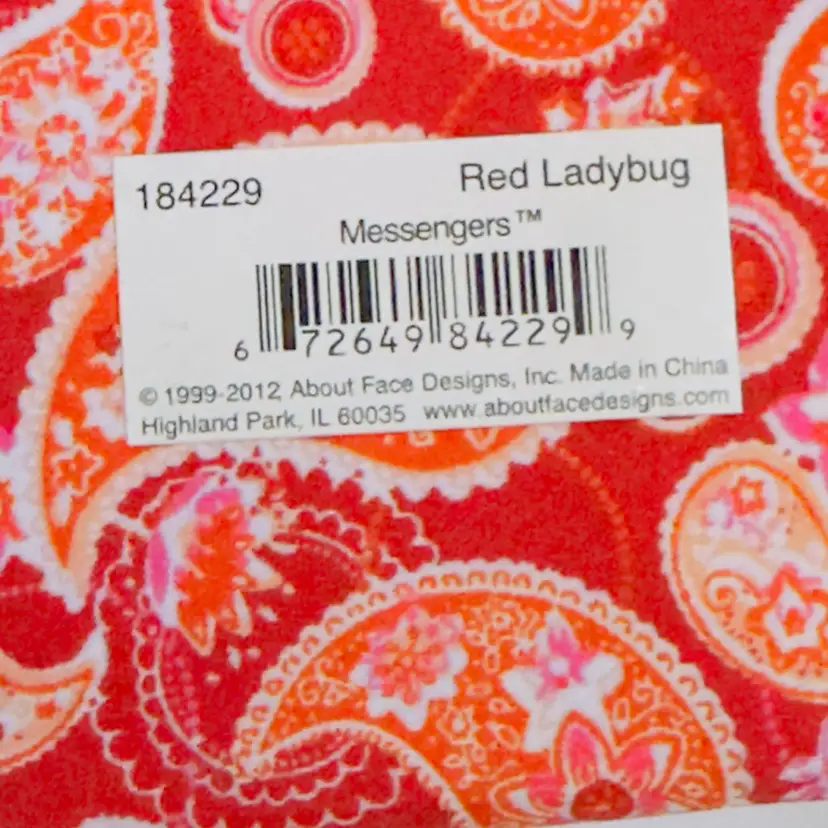 184229 Red Ladybug
Messengers™
6 72649 84229 9
© 1999-2012 About Face Designs, Inc. Made in China
Highland Park, IL 60035 www.aboutfacedesigns.com